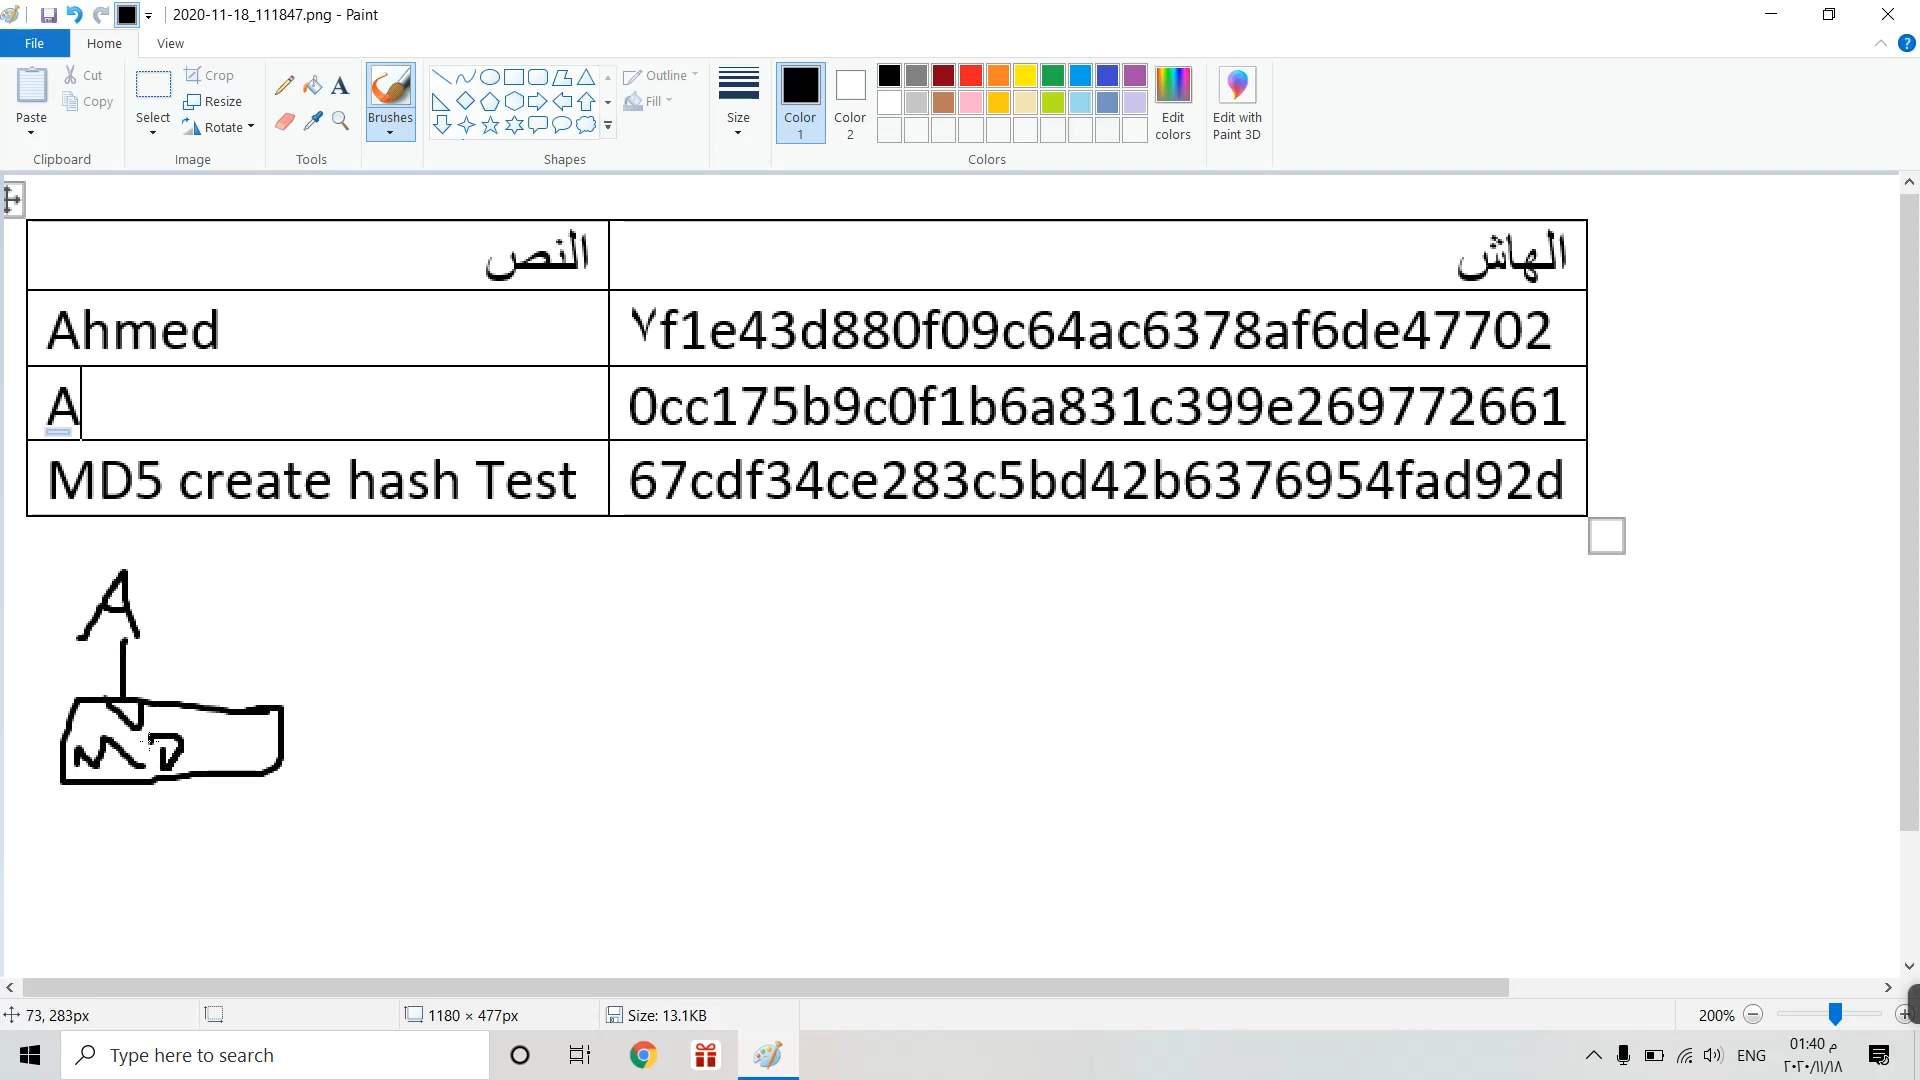 2020-11-18_111847.png - Paint
File Home View
Cut
Copy
Paste
Crop
Resize
Rotate
Select
Brushes
Outline
Fill
Size
Color 1
Color 2
Edit colors
Edit with Paint 3D
Clipboard Image Tools Shapes Colors
النص الهاش
Ahmed ٧f1e43d880f09c64ac6378af6de47702
A 0cc175b9c0f1b6a831c399e269772661
MD5 create hash Test 67cdf34ce283c5bd42b6376954fad92d
A
MD
73, 283px 1180 × 477px Size: 13.1KB 200%
Type here to search
ENG
01:40 م
٢٠٢٠/١١/١٨